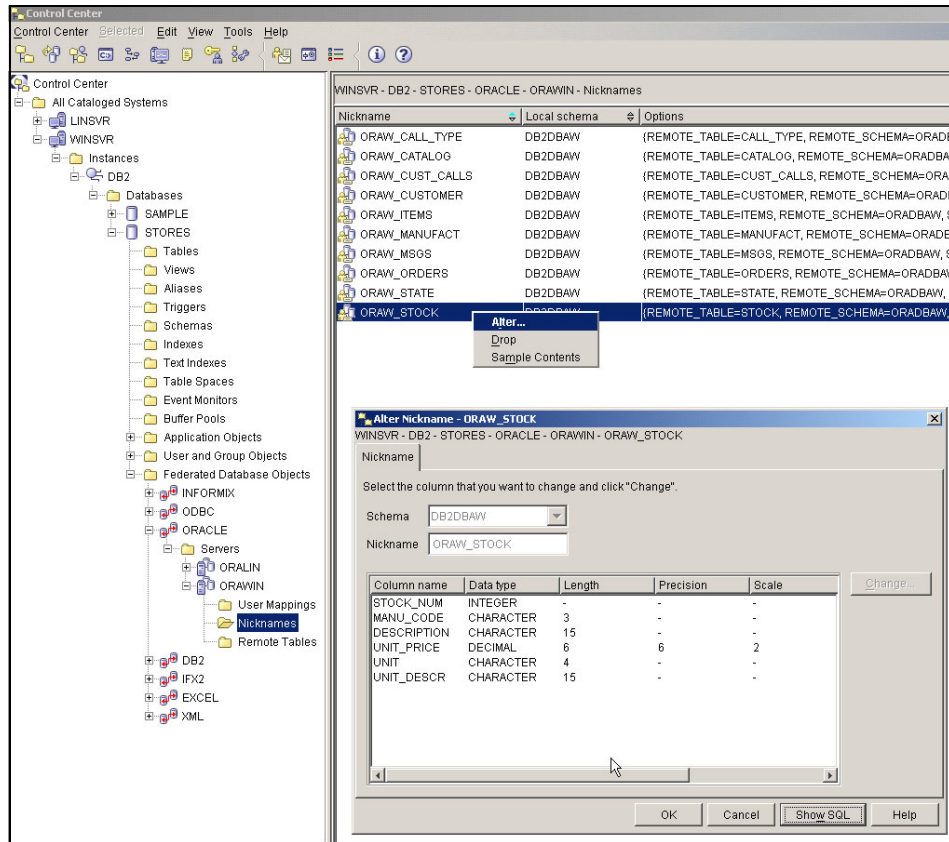 Control Center
Control Center Selected Edit View Tools Help
Control Center
All Cataloged Systems
LINSVR
WINSVR
Instances
DB2
Databases
SAMPLE
STORES
Tables
Views
Aliases
Triggers
Schemas
Indexes
Text Indexes
Table Spaces
Event Monitors
Buffer Pools
Application Objects
User and Group Objects
Federated Database Objects
INFORMIX
ODBC
ORACLE
Servers
ORALIN
ORAWIN
User Mappings
Nicknames
Remote Tables
DB2
IFX2
EXCEL
XML
WINSVR - DB2 - STORES - ORACLE - ORAWIN - Nicknames
Nickname Local schema Options
ORAW_CALL_TYPE DB2DBAW {REMOTE_TABLE=CALL_TYPE, REMOTE_SCHEMA=ORADB
ORAW_CATALOG DB2DBAW {REMOTE_TABLE=CATALOG, REMOTE_SCHEMA=ORADBA
ORAW_CUST_CALLS DB2DBAW {REMOTE_TABLE=CUST_CALLS, REMOTE_SCHEMA=ORA
ORAW_CUSTOMER DB2DBAW {REMOTE_TABLE=CUSTOMER, REMOTE_SCHEMA=ORAD
ORAW_ITEMS DB2DBAW {REMOTE_TABLE=ITEMS, REMOTE_SCHEMA=ORADBAW,
ORAW_MANUFACT DB2DBAW {REMOTE_TABLE=MANUFACT, REMOTE_SCHEMA=ORADB
ORAW_MSGS DB2DBAW {REMOTE_TABLE=MSGS, REMOTE_SCHEMA=ORADBAW,
ORAW_ORDERS DB2DBAW {REMOTE_TABLE=ORDERS, REMOTE_SCHEMA=ORADBA
ORAW_STATE DB2DBAW {REMOTE_TABLE=STATE, REMOTE_SCHEMA=ORADBAW,
ORAW_STOCK {REMOTE_TABLE=STOCK, REMOTE_SCHEMA=ORADBAW,
Alter...
Drop
Sample Contents
Alter Nickname - ORAW_STOCK
WINSVR - DB2 - STORES - ORACLE - ORAWIN - ORAW_STOCK
Nickname
Select the column that you want to change and click "Change".
Schema DB2DBAW
Nickname ORAW_STOCK
Column name Data type Length Precision Scale Change...
STOCK_NUM INTEGER - - -
MANU_CODE CHARACTER 3 - -
DESCRIPTION CHARACTER 15 - -
UNIT_PRICE DECIMAL 6 6 2
UNIT CHARACTER 4 - -
UNIT_DESCR CHARACTER 15 - -
OK Cancel Show SQL Help